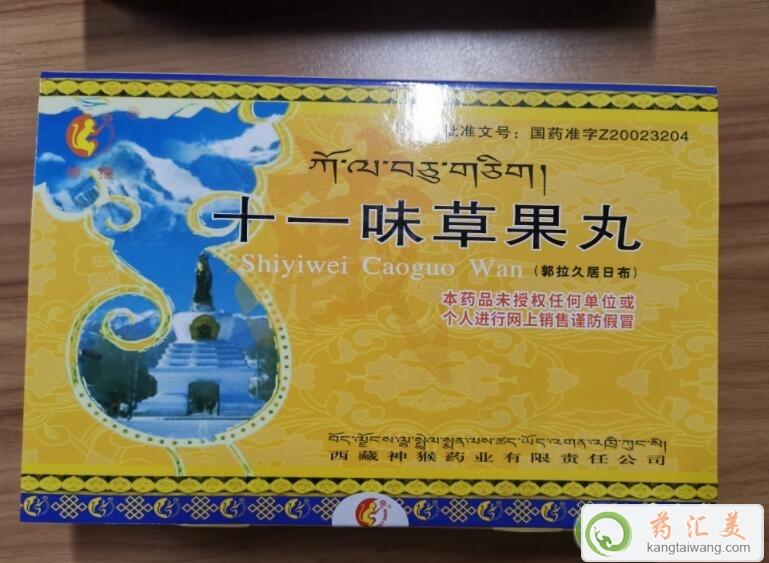 批准文号：国药准字Z20023204
ཀོ་ལ་བཅུ་གཅིག།
十一味草果丸
Shiyiwei Caoguo Wan (郭拉久居日布)
本药品未授权任何单位或
个人进行网上销售谨防假冒
西藏神猴药业有限责任公司
药汇美
kangtaiwang.com